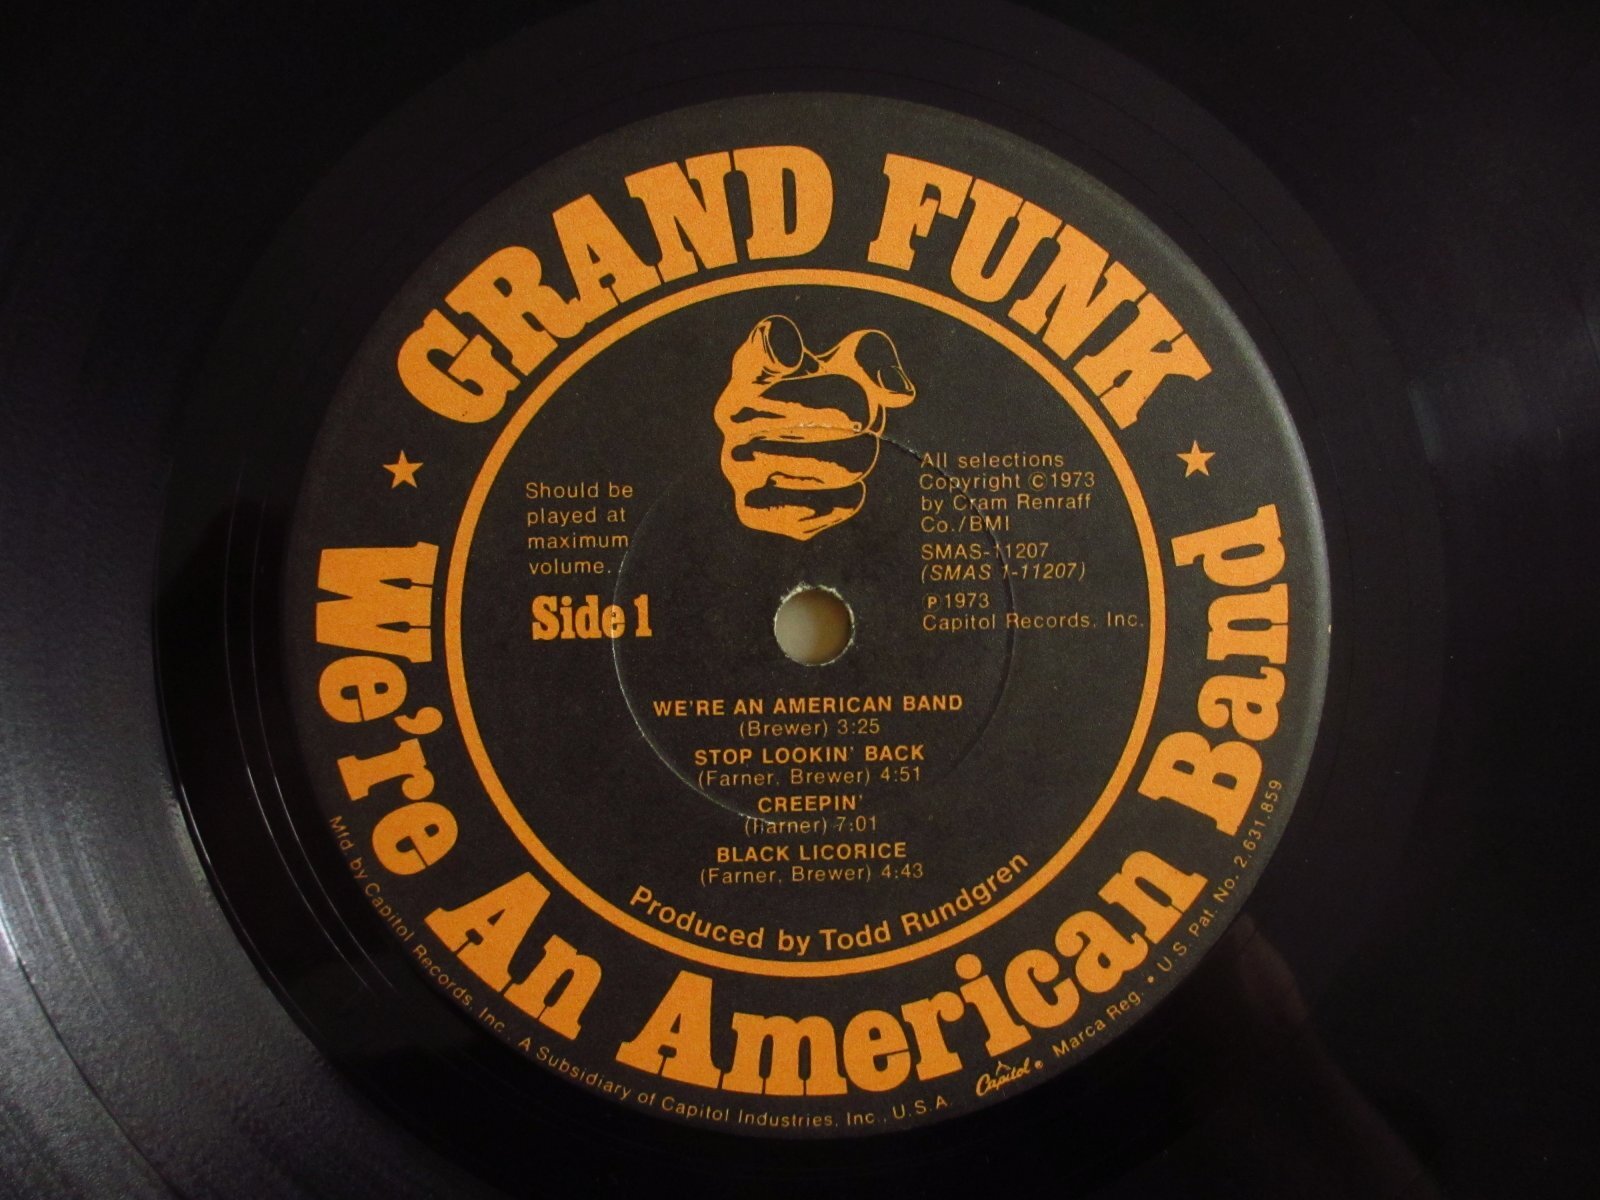 GRAND FUNK
We're An American Band
Should be
played at
maximum
volume.
Side 1
All selections
Copyright ©1973
by Cram Renraff
Co./BMI
SMAS-11207
(SMAS 1-11207)
℗1973
Capitol Records, Inc.
WE'RE AN AMERICAN BAND
(Brewer) 3:25
STOP LOOKIN' BACK
(Farner, Brewer) 4:51
CREEPIN'
(Farner) 7:01
BLACK LICORICE
(Farner, Brewer) 4:43
Produced by Todd Rundgren
Mfd by Capitol Records, Inc., A Subsidiary of Capitol Industries, Inc., U.S.A. Capitol® Marca Reg. • U.S. Pat. No. 2,631,859